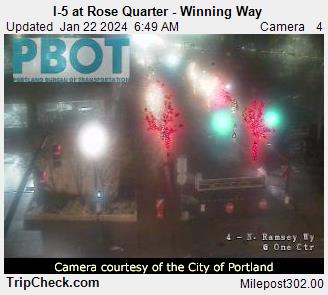 I-5 at Rose Quarter - Winning Way
Updated Jan 22 2024 6:49 AM Camera 4
PBOT
PORTLAND BUREAU OF TRANSPORTATION
4 - N. Ramsey Wy
@ One Ctr
Camera courtesy of the City of Portland
TripCheck.com Milepost302.00